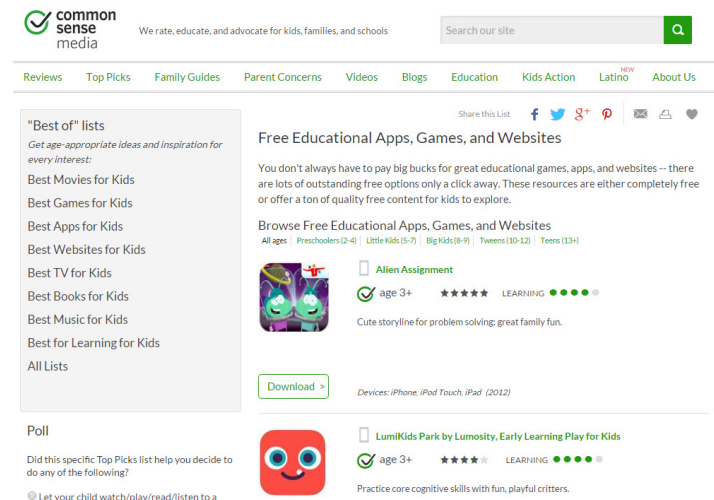 common
sense
media
We rate, educate, and advocate for kids, families, and schools
Search our site
Reviews Top Picks Family Guides Parent Concerns Videos Blogs Education Kids Action Latino NEW About Us
"Best of" lists
Get age-appropriate ideas and inspiration for
every interest:
Best Movies for Kids
Best Games for Kids
Best Apps for Kids
Best Websites for Kids
Best TV for Kids
Best Books for Kids
Best Music for Kids
Best for Learning for Kids
All Lists
Poll
Did this specific Top Picks list help you decide to
do any of the following?
Let your child watch/play/read/listen to a
Share this List
Free Educational Apps, Games, and Websites
You don't always have to pay big bucks for great educational games, apps, and websites -- there
are lots of outstanding free options only a click away. These resources are either completely free
or offer a ton of quality free content for kids to explore.
Browse Free Educational Apps, Games, and Websites
All ages Preschoolers (2-4) Little Kids (5-7) Big Kids (8-9) Tweens (10-12) Teens (13+)
Alien Assignment
age 3+ LEARNING
Cute storyline for problem solving; great family fun.
Download >
Devices: iPhone, iPod Touch, iPad (2012)
LumiKids Park by Lumosity, Early Learning Play for Kids
age 3+ LEARNING
Practice core cognitive skills with fun, playful critters.